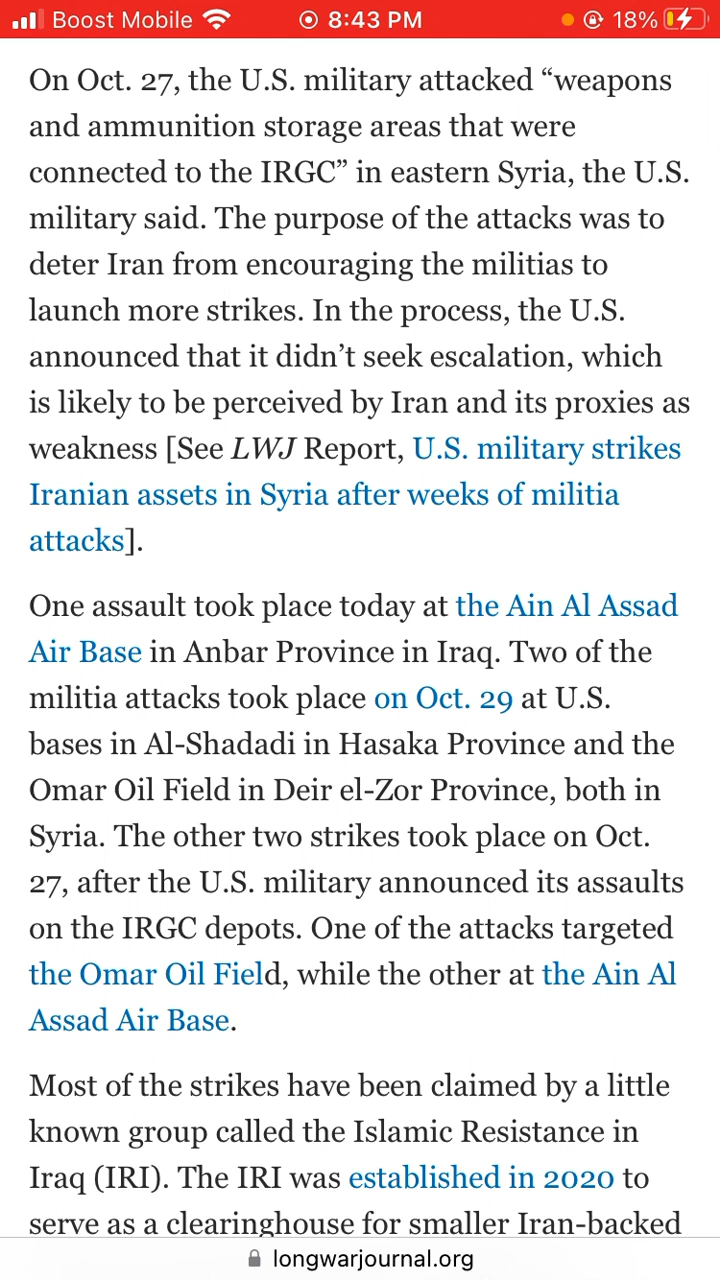 Boost Mobile 8:43 PM 18%
On Oct. 27, the U.S. military attacked “weapons
and ammunition storage areas that were
connected to the IRGC” in eastern Syria, the U.S.
military said. The purpose of the attacks was to
deter Iran from encouraging the militias to
launch more strikes. In the process, the U.S.
announced that it didn’t seek escalation, which
is likely to be perceived by Iran and its proxies as
weakness [See LWJ Report, U.S. military strikes
Iranian assets in Syria after weeks of militia
attacks].
One assault took place today at the Ain Al Assad
Air Base in Anbar Province in Iraq. Two of the
militia attacks took place on Oct. 29 at U.S.
bases in Al-Shadadi in Hasaka Province and the
Omar Oil Field in Deir el-Zor Province, both in
Syria. The other two strikes took place on Oct.
27, after the U.S. military announced its assaults
on the IRGC depots. One of the attacks targeted
the Omar Oil Field, while the other at the Ain Al
Assad Air Base.
Most of the strikes have been claimed by a little
known group called the Islamic Resistance in
Iraq (IRI). The IRI was established in 2020 to
serve as a clearinghouse for smaller Iran-backed
longwarjournal.org